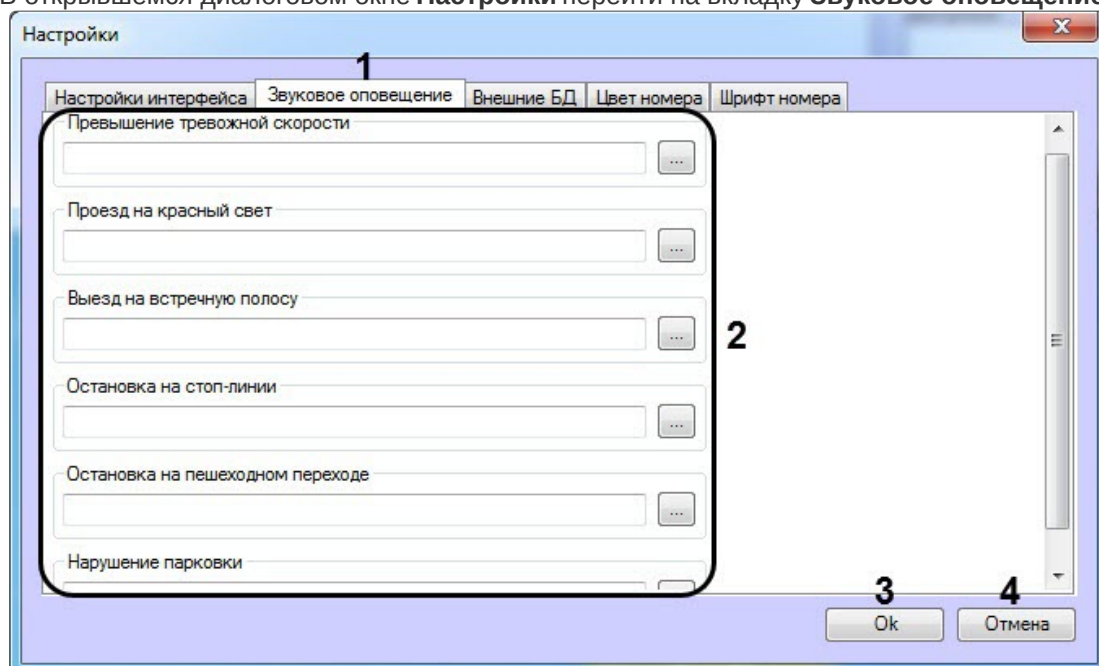 В открывшемся диалоговом окне Настройки перейти на вкладку Звуковое оповещение
Настройки
1
Настройки интерфейса Звуковое оповещение Внешние БД Цвет номера Шрифт номера
Превышение тревожной скорости
...
Проезд на красный свет
...
Выезд на встречную полосу
...
2
Остановка на стоп-линии
...
Остановка на пешеходном переходе
...
Нарушение парковки
3 4
Ok Отмена